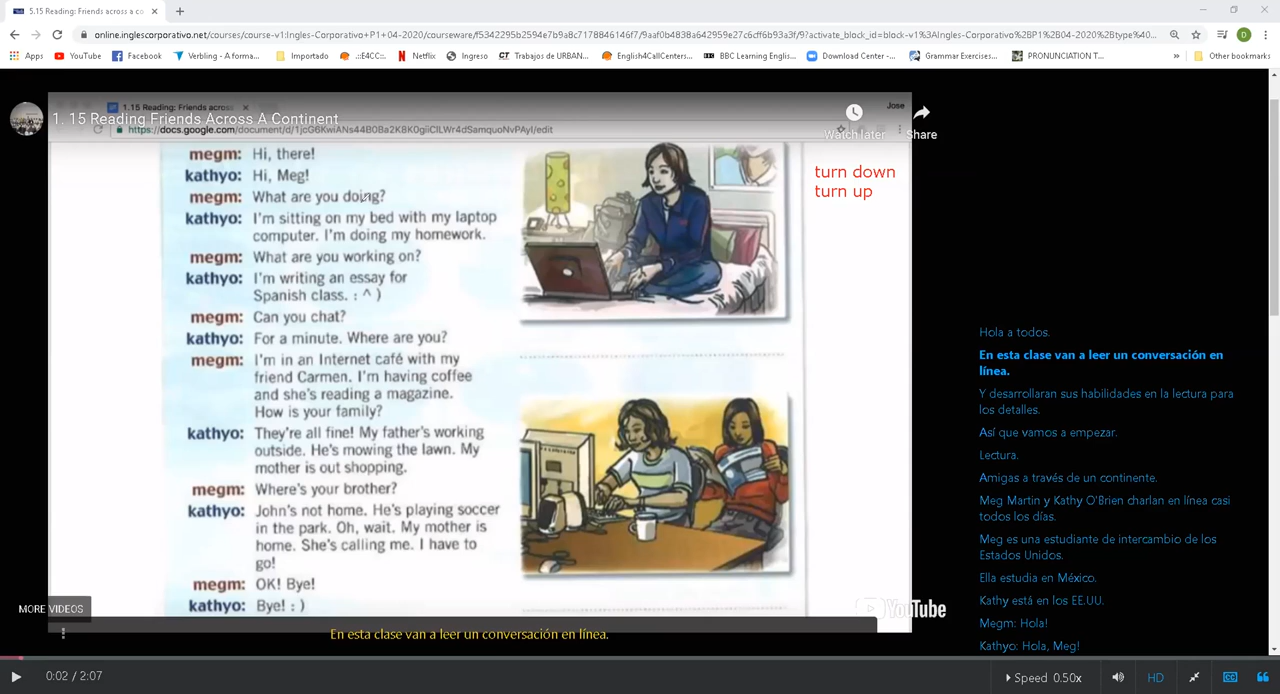 5.15 Reading: Friends across a co
online.inglescorporativo.net/courses/course-v1:Ingles-Corporativo+P1+04-2020/courseware/f5342295b2594e7b9a8c7178846146f7/9aaf0b4838a642959e27c6cff6b93a3f/9?activate_block_id=block-v1%3AIngles-Corporativo%2BP1%2B04-2020%2Btype%40...
Apps YouTube Facebook Verbling - A forma... Importado .::E4CC::. Netflix Ingreso Trabajos de URBAN... English4CallCenters... BBC Learning Englis... Download Center -... Grammar Exercises... PRONUNCIATION T... » Other bookmarks
1.15 Reading: Friends across
Jose
1. 15 Reading Friends Across A Continent
https://docs.google.com/document/d/1jcG6KwiANs44B0Ba2K8K0giiCILWr4dSamquoNvPAyI/edit
Watch later
Share
megm: Hi, there!
kathyo: Hi, Meg!
megm: What are you doing?
kathyo: I'm sitting on my bed with my laptop
computer. I'm doing my homework.
megm: What are you working on?
kathyo: I'm writing an essay for
Spanish class. : ^ )
megm: Can you chat?
kathyo: For a minute. Where are you?
megm: I'm in an Internet café with my
friend Carmen. I'm having coffee
and she's reading a magazine.
How is your family?
kathyo: They're all fine! My father's working
outside. He's mowing the lawn. My
mother is out shopping.
megm: Where's your brother?
kathyo: John's not home. He's playing soccer
in the park. Oh, wait. My mother is
home. She's calling me. I have to
go!
megm: OK! Bye!
kathyo: Bye! : )
turn down
turn up
MORE VIDEOS
YouTube
En esta clase van a leer un conversación en línea.
Hola a todos.
En esta clase van a leer un conversación en
línea.
Y desarrollaran sus habilidades en la lectura para
los detalles.
Así que vamos a empezar.
Lectura.
Amigas a través de un continente.
Meg Martin y Kathy O'Brien charlan en línea casi
todos los días.
Meg es una estudiante de intercambio de los
Estados Unidos.
Ella estudia en México.
Kathy está en los EE.UU.
Megm: Hola!
Kathyo: Hola, Meg!
0:02 / 2:07
Speed 0.50x
HD
CC